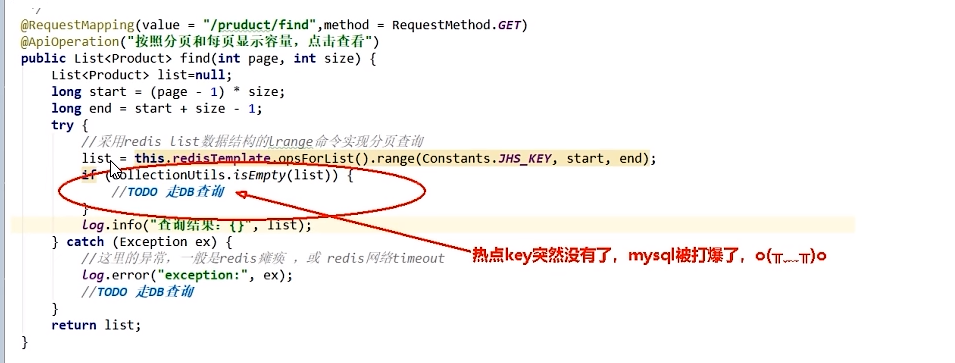 */
@RequestMapping(value = "/pruduct/find",method = RequestMethod.GET)
@ApiOperation("按照分页和每页显示容量，点击查看")
public List<Product> find(int page, int size) {
List<Product> list=null;
long start = (page - 1) * size;
long end = start + size - 1;
try {
//采用redis list数据结构的lrange命令实现分页查询
list = this.redisTemplate.opsForList().range(Constants.JHS_KEY, start, end);
if (CollectionUtils.isEmpty(list)) {
//TODO 走DB查询
}
log.info("查询结果：{}", list);
} catch (Exception ex) {
//这里的异常，一般是redis瘫痪 ，或 redis网络timeout
热点key突然没有了，mysql被打爆了，o(╥﹏╥)o
log.error("exception:", ex);
//TODO 走DB查询
}
return list;
}